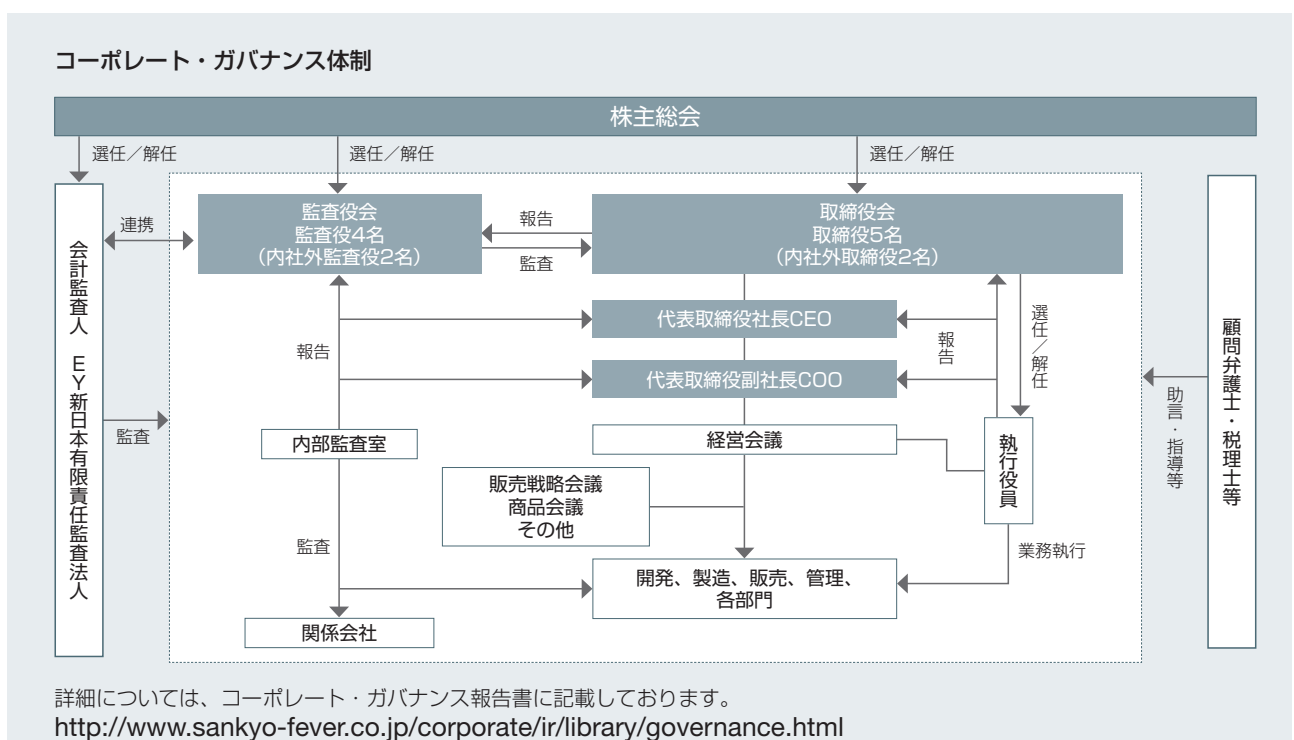 コーポレート・ガバナンス体制
株主総会
選任／解任
選任／解任
選任／解任
会計監査人　EY新日本有限責任監査法人
連携
監査
監査役会
監査役4名
（内社外監査役2名）
報告
監査
取締役会
取締役5名
（内社外取締役2名）
代表取締役社長CEO
代表取締役副社長COO
報告
報告
選任／解任
内部監査室
経営会議
執行役員
販売戦略会議
商品会議
その他
監査
業務執行
開発、製造、販売、管理、
各部門
関係会社
助言・指導等
顧問弁護士・税理士等
詳細については、コーポレート・ガバナンス報告書に記載しております。
http://www.sankyo-fever.co.jp/corporate/ir/library/governance.html